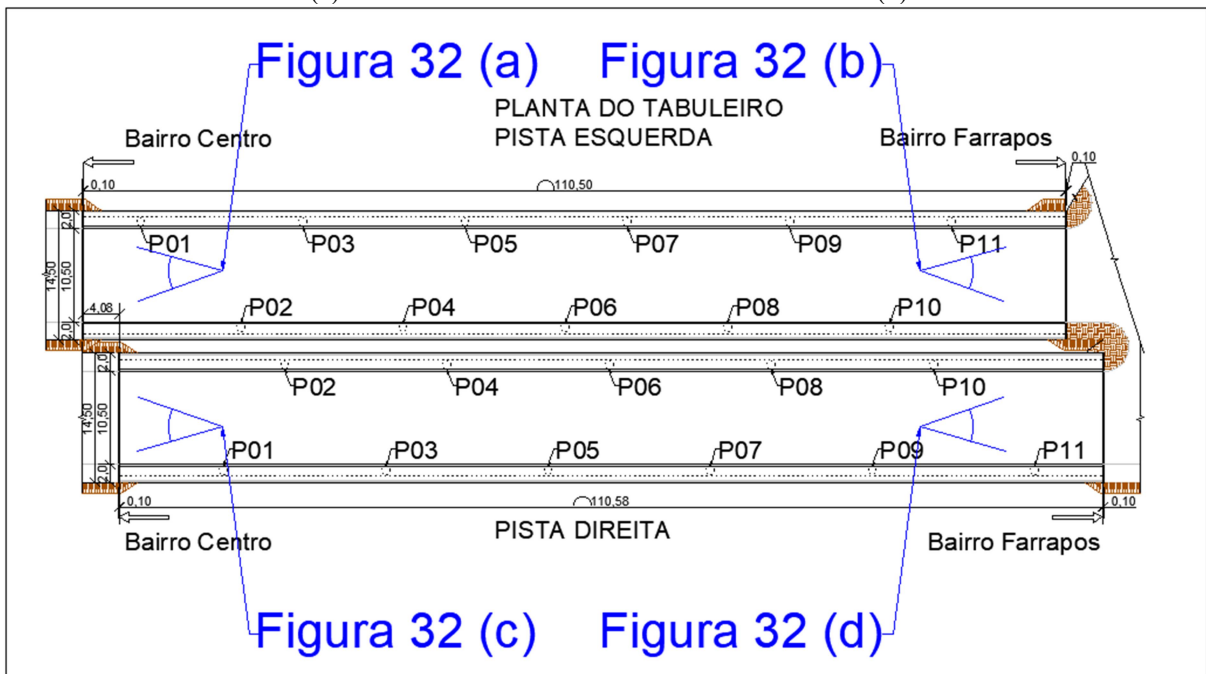 Figura 32 (a) Figura 32 (b)
PLANTA DO TABULEIRO
PISTA ESQUERDA
Bairro Centro
Bairro Farrapos
0,10
110,50
0,10
2,0
P01 P03 P05 P07 P09 P11
14,50
10,50
4,08
P02 P04 P06 P08 P10
2,0
2,0
P02 P04 P06 P08 P10
14,50
10,50
P01 P03 P05 P07 P09 P11
2,0
0,10
110,58
0,10
PISTA DIREITA
Bairro Centro
Bairro Farrapos
Figura 32 (c) Figura 32 (d)